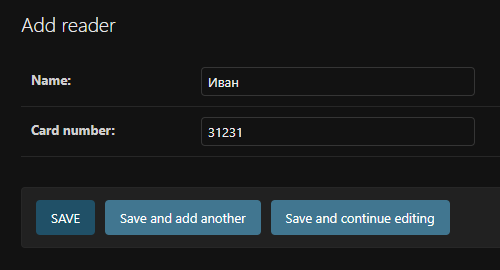 Add reader
Name: Иван
Card number: 31231
SAVE Save and add another Save and continue editing